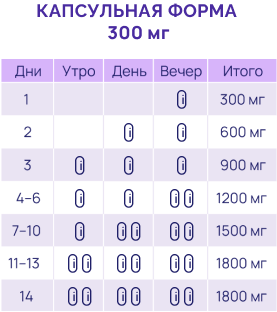 КАПСУЛЬНАЯ ФОРМА
300 мг
Дни Утро День Вечер Итого
1 300 мг
2 600 мг
3 900 мг
4–6 1200 мг
7–10 1500 мг
11–13 1800 мг
14 1800 мг